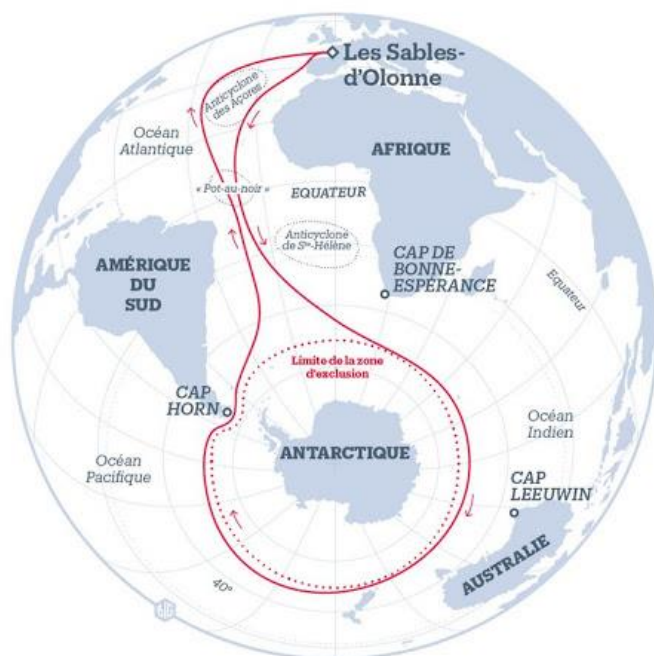 Les Sables-
d'Olonne
Anticyclone
des Açores
Océan
Atlantique
AFRIQUE
« Pot-au-noir »
EQUATEUR
Anticyclone
de Ste-Hélène
CAP DE
BONNE-
ESPÉRANCE
AMÉRIQUE
DU
SUD
Equateur
Limite de la zone
d'exclusion
CAP
HORN
Océan
Indien
ANTARCTIQUE
Océan
Pacifique
CAP
LEEUWIN
AUSTRALIE
40°